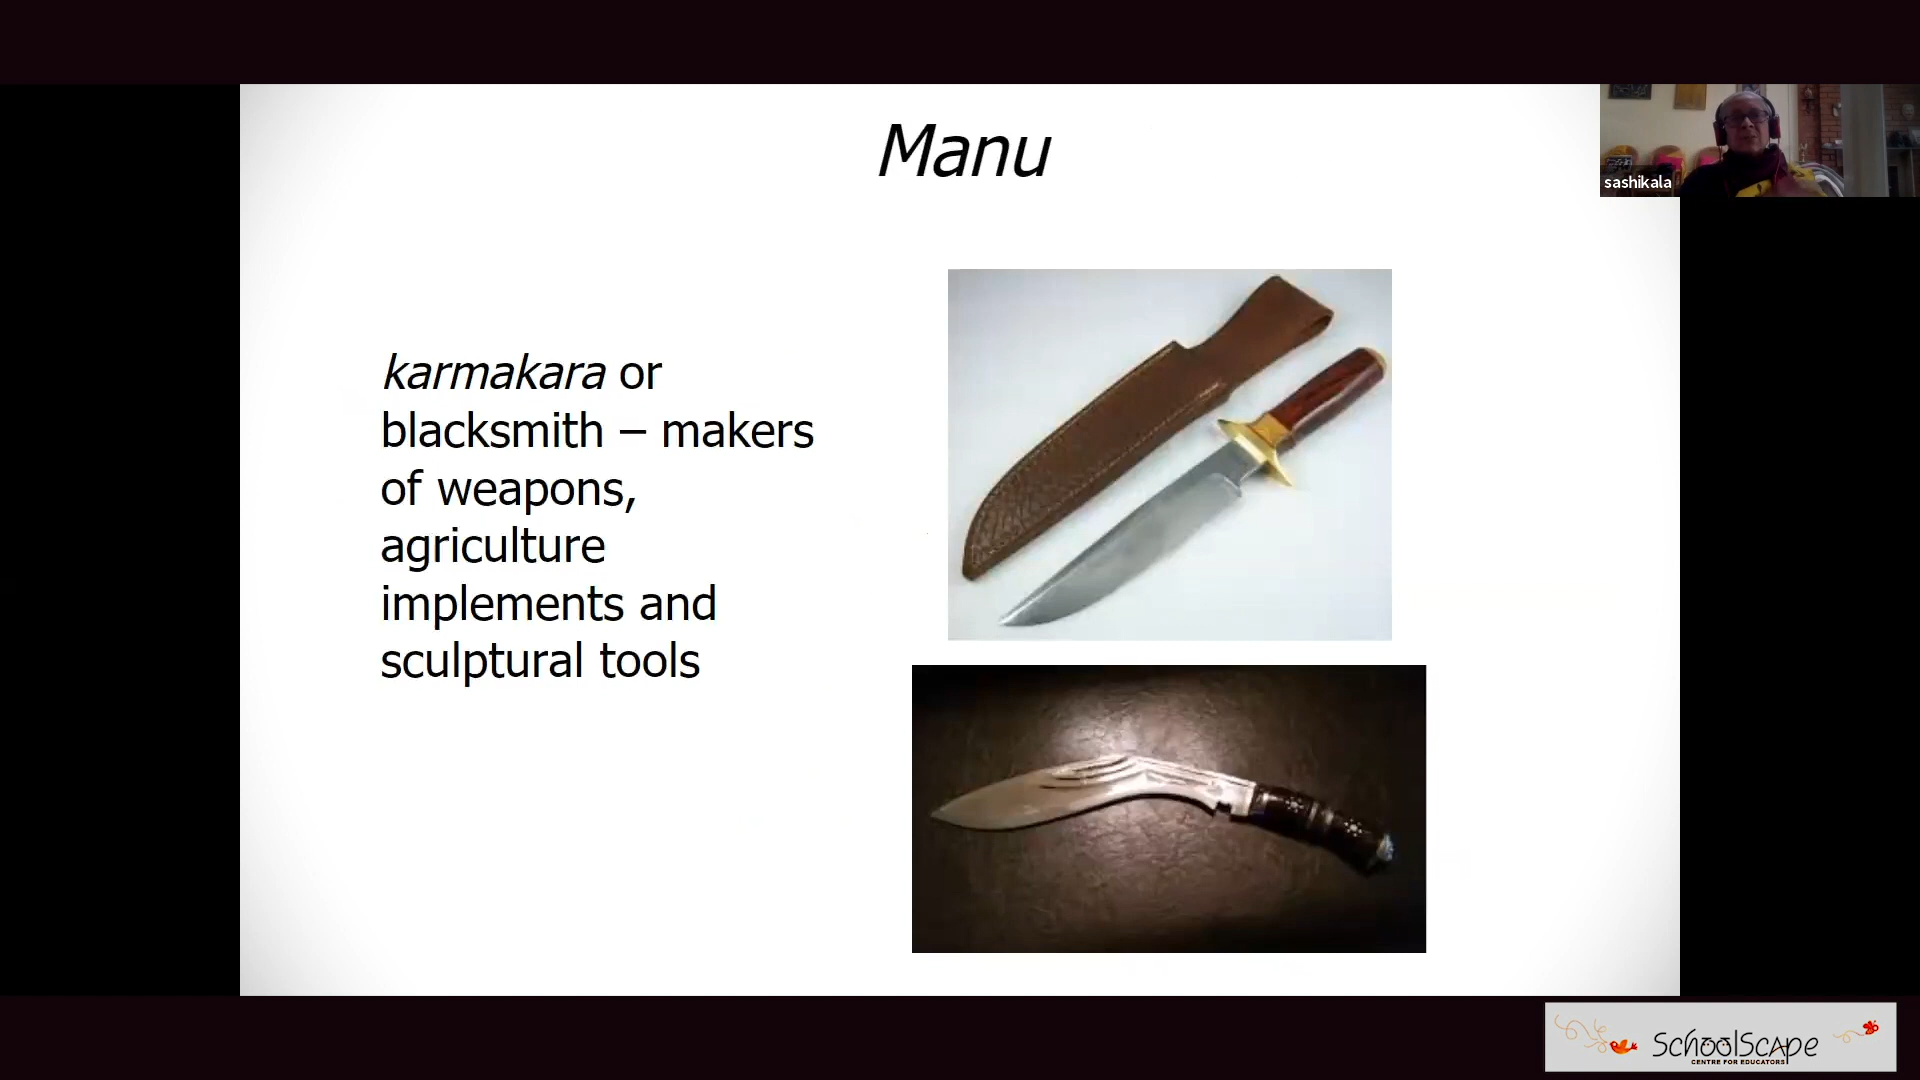 Manu
sashikala
karmakara or
blacksmith – makers
of weapons,
agriculture
implements and
sculptural tools
SchoolScape
CENTRE FOR EDUCATORS